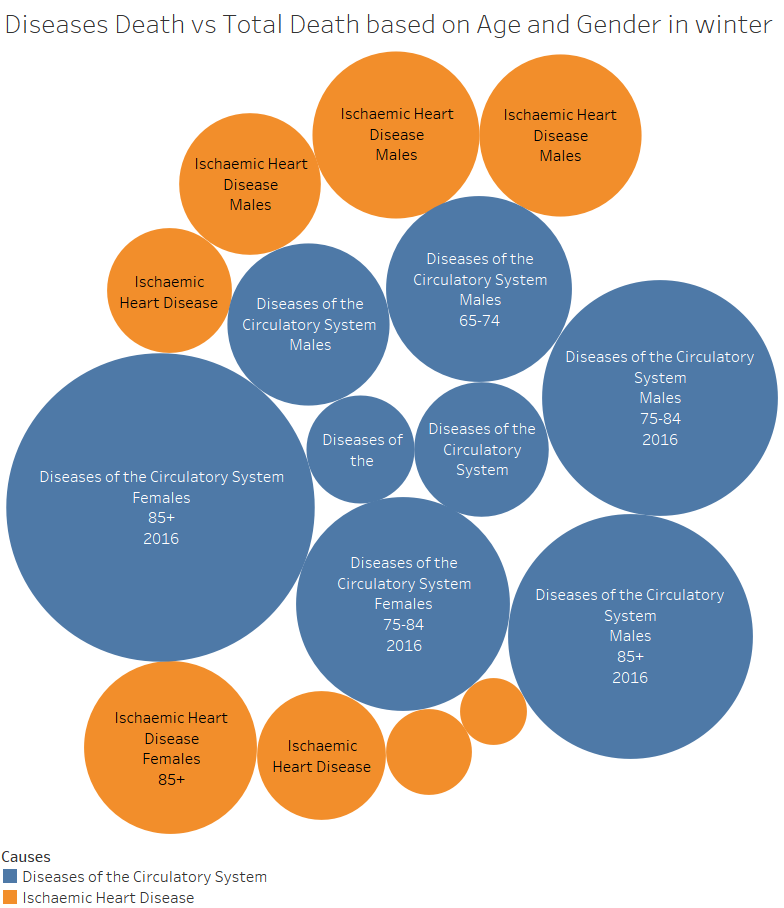 Diseases Death vs Total Death based on Age and Gender in winter
Ischaemic Heart
Disease
Males
Ischaemic Heart
Disease
Males
Ischaemic Heart
Disease
Males
Ischaemic
Heart Disease
Diseases of the
Circulatory System
Males
65-74
Diseases of the
Circulatory System
Males
Diseases of the Circulatory
System
Males
75-84
2016
Diseases of
the
Diseases of the
Circulatory
System
Diseases of the Circulatory System
Females
85+
2016
Diseases of the
Circulatory System
Females
75-84
2016
Diseases of the Circulatory
System
Males
85+
2016
Ischaemic Heart
Disease
Females
85+
Ischaemic
Heart Disease
Causes
Diseases of the Circulatory System
Ischaemic Heart Disease